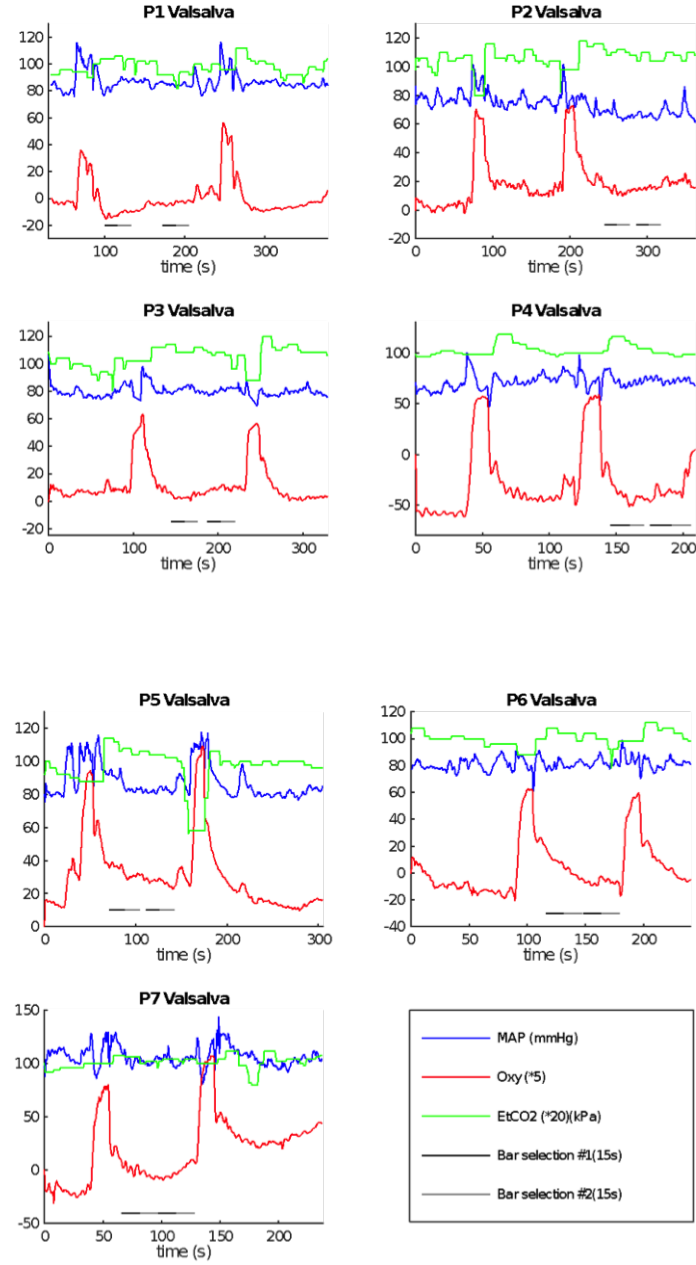 P1 Valsalva
120
100
80
60
40
20
0
-20
100 200 300
time (s)
P2 Valsalva
120
100
80
60
40
20
0
-20
0 100 200 300
time (s)
P3 Valsalva
120
100
80
60
40
20
0
-20
0 100 200 300
time (s)
P4 Valsalva
100
50
0
-50
0 50 100 150 200
time (s)
P5 Valsalva
120
100
80
60
40
20
0
0 100 200 300
time (s)
P6 Valsalva
120
100
80
60
40
20
0
-20
-40
0 100 200
time (s)
P7 Valsalva
150
100
50
0
-50
0 50 100 150 200
time (s)
MAP (mmHg)
Oxy (*5)
EtCO2 (*20)(kPa)
Bar selection #1(15s)
Bar selection #2(15s)